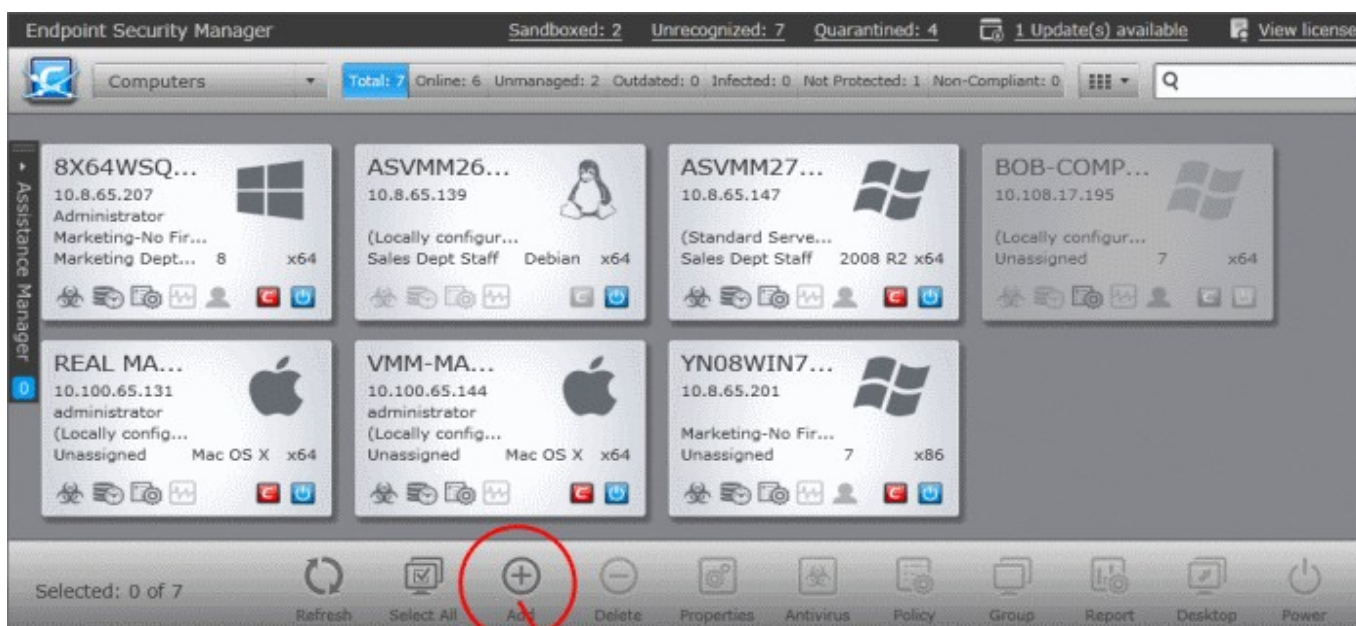 Endpoint Security Manager Sandboxed: 2 Unrecognized: 7 Quarantined: 4 1 Update(s) available View license
Computers Total: 7 Online: 6 Unmanaged: 2 Outdated: 0 Infected: 0 Not Protected: 1 Non-Compliant: 0
Assistance Manager
0
8X64WSQ...
10.8.65.207
Administrator
Marketing-No Fir...
Marketing Dept... 8 x64
ASVMM26...
10.8.65.139
(Locally configur...
Sales Dept Staff Debian x64
ASVMM27...
10.8.65.147
(Standard Serve...
Sales Dept Staff 2008 R2 x64
BOB-COMP...
10.108.17.195
(Locally configur...
Unassigned 7 x64
REAL MA...
10.100.65.131
administrator
(Locally config...
Unassigned Mac OS X x64
VMM-MA...
10.100.65.144
administrator
(Locally config...
Unassigned Mac OS X x64
YN08WIN7...
10.8.65.201
Marketing-No Fir...
Unassigned 7 x86
Selected: 0 of 7
Refresh Select All Add Delete Properties Antivirus Policy Group Report Desktop Power